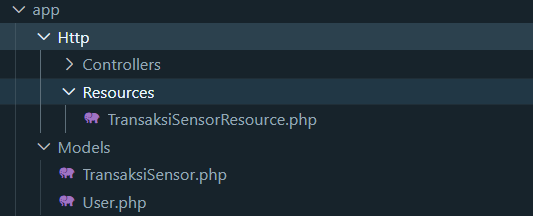 app
Http
Controllers
Resources
TransaksiSensorResource.php
Models
TransaksiSensor.php
User.php